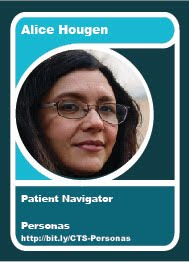 Alice Hougen
Patient Navigator
Personas
http://bit.ly/CTS-Personas